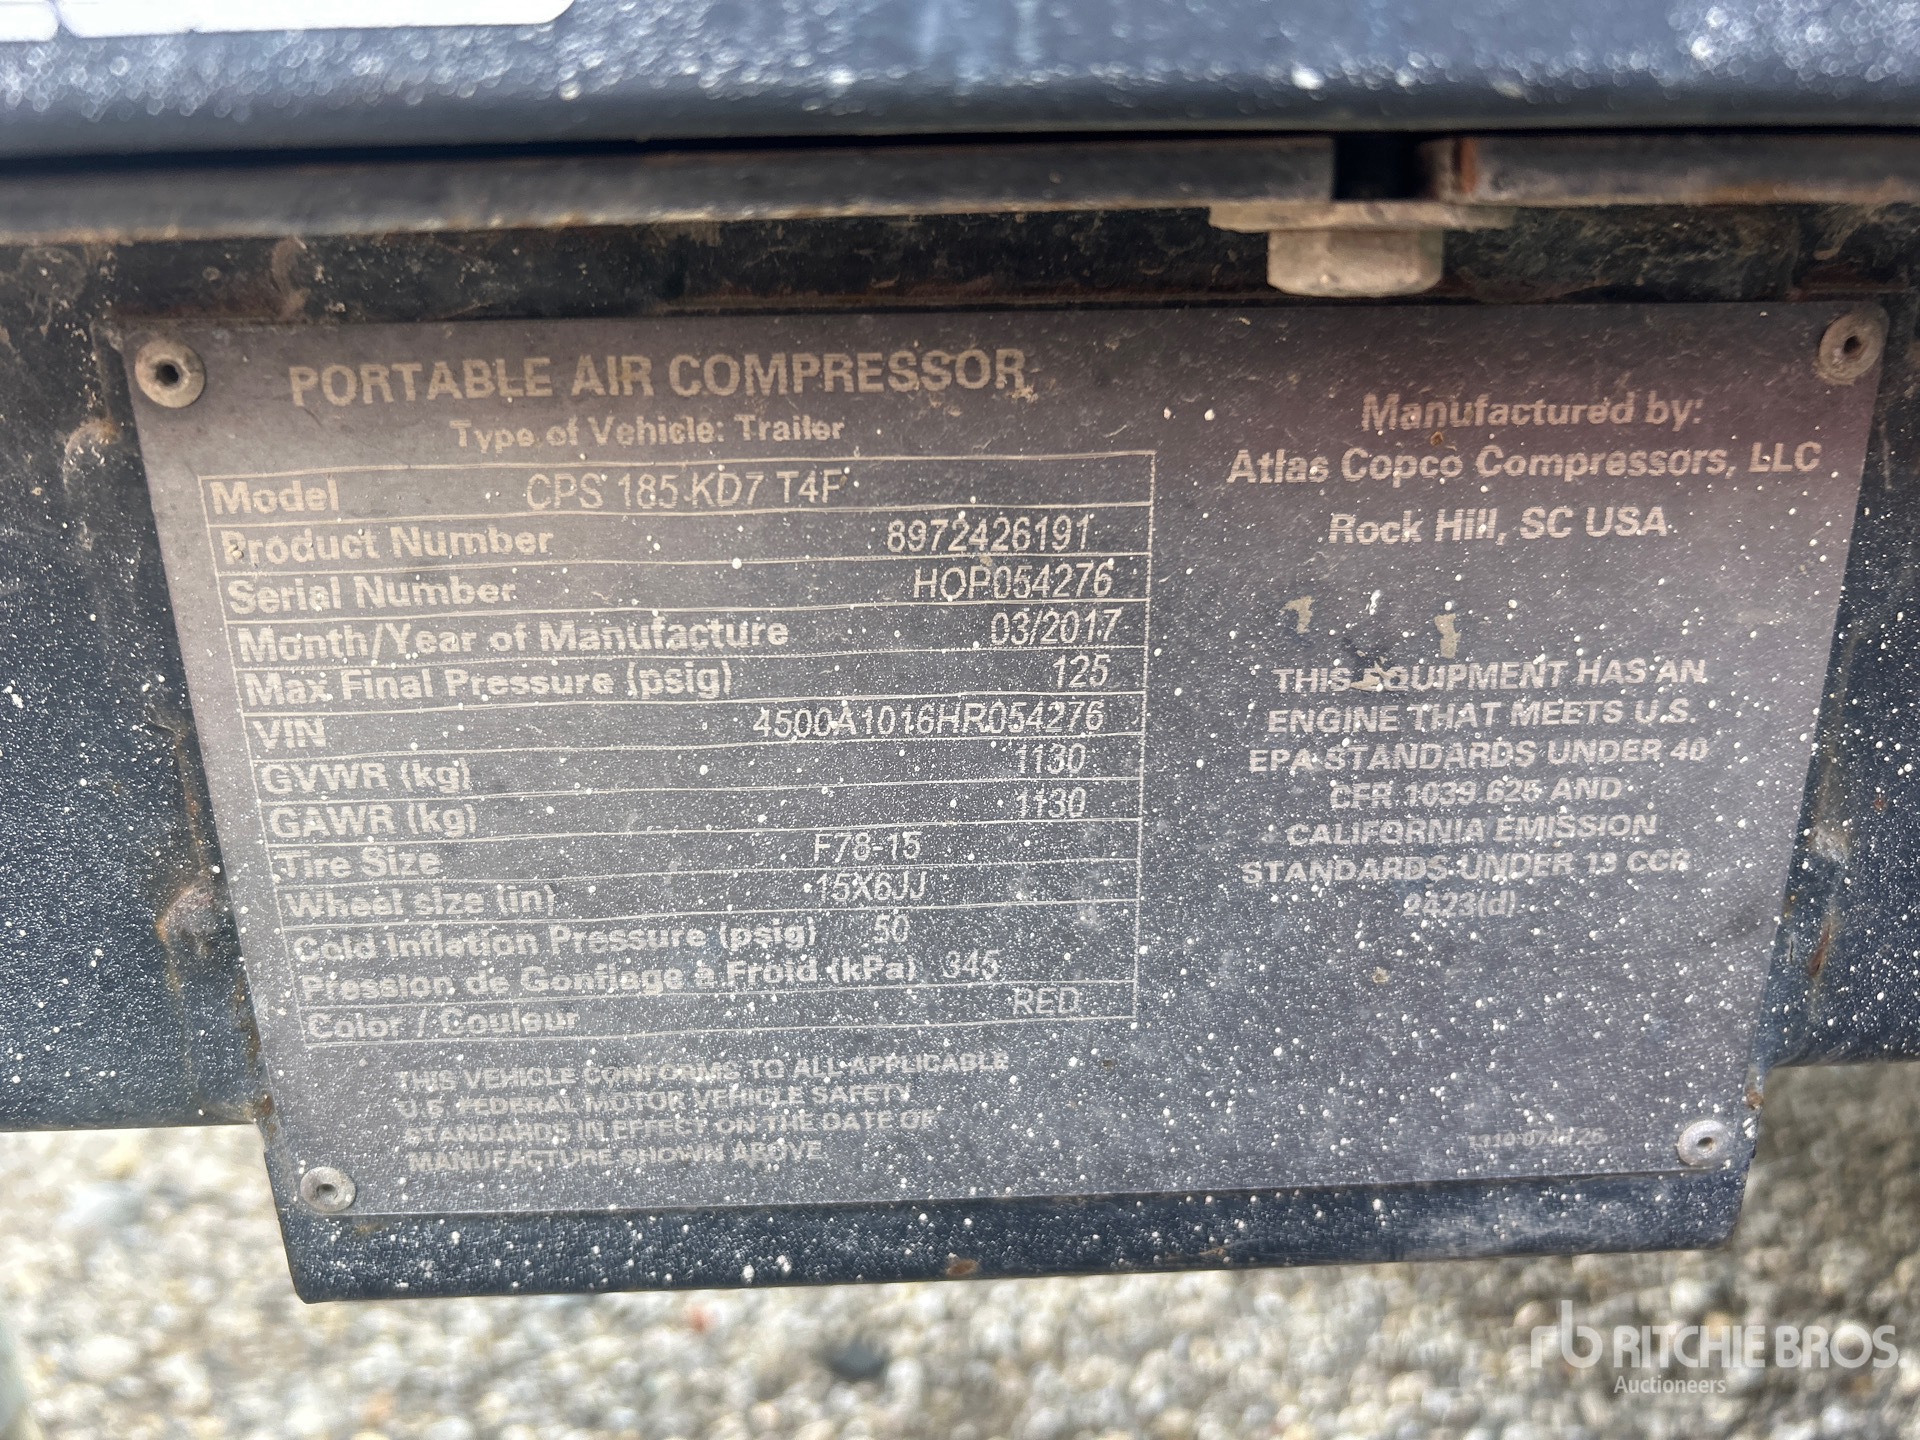 PORTABLE AIR COMPRESSOR
Type of Vehicle: Trailer
Model CPS 185 KD7 T4F
Product Number 8972426191
Serial Number HOP054276
Month/Year of Manufacture 03/2017
Max Final Pressure (psig) 125
VIN 4500A1016HR054276
GVWR (kg) 1130
GAWR (kg) 1130
Tire Size F78-15
Wheel size (in) 15X6JJ
Cold Inflation Pressure (psig) 50
Pression de Gonflage à Froid (kPa) 345
Color / Couleur RED
THIS VEHICLE CONFORMS TO ALL APPLICABLE
U.S. FEDERAL MOTOR VEHICLE SAFETY
STANDARDS IN EFFECT ON THE DATE OF
MANUFACTURE SHOWN ABOVE.
Manufactured by:
Atlas Copco Compressors, LLC
Rock Hill, SC USA
THIS EQUIPMENT HAS AN
ENGINE THAT MEETS U.S.
EPA STANDARDS UNDER 40
CFR 1039.625 AND
CALIFORNIA EMISSION
STANDARDS UNDER 13 CCR
2423(d)
rb RITCHIE BROS.
Auctioneers